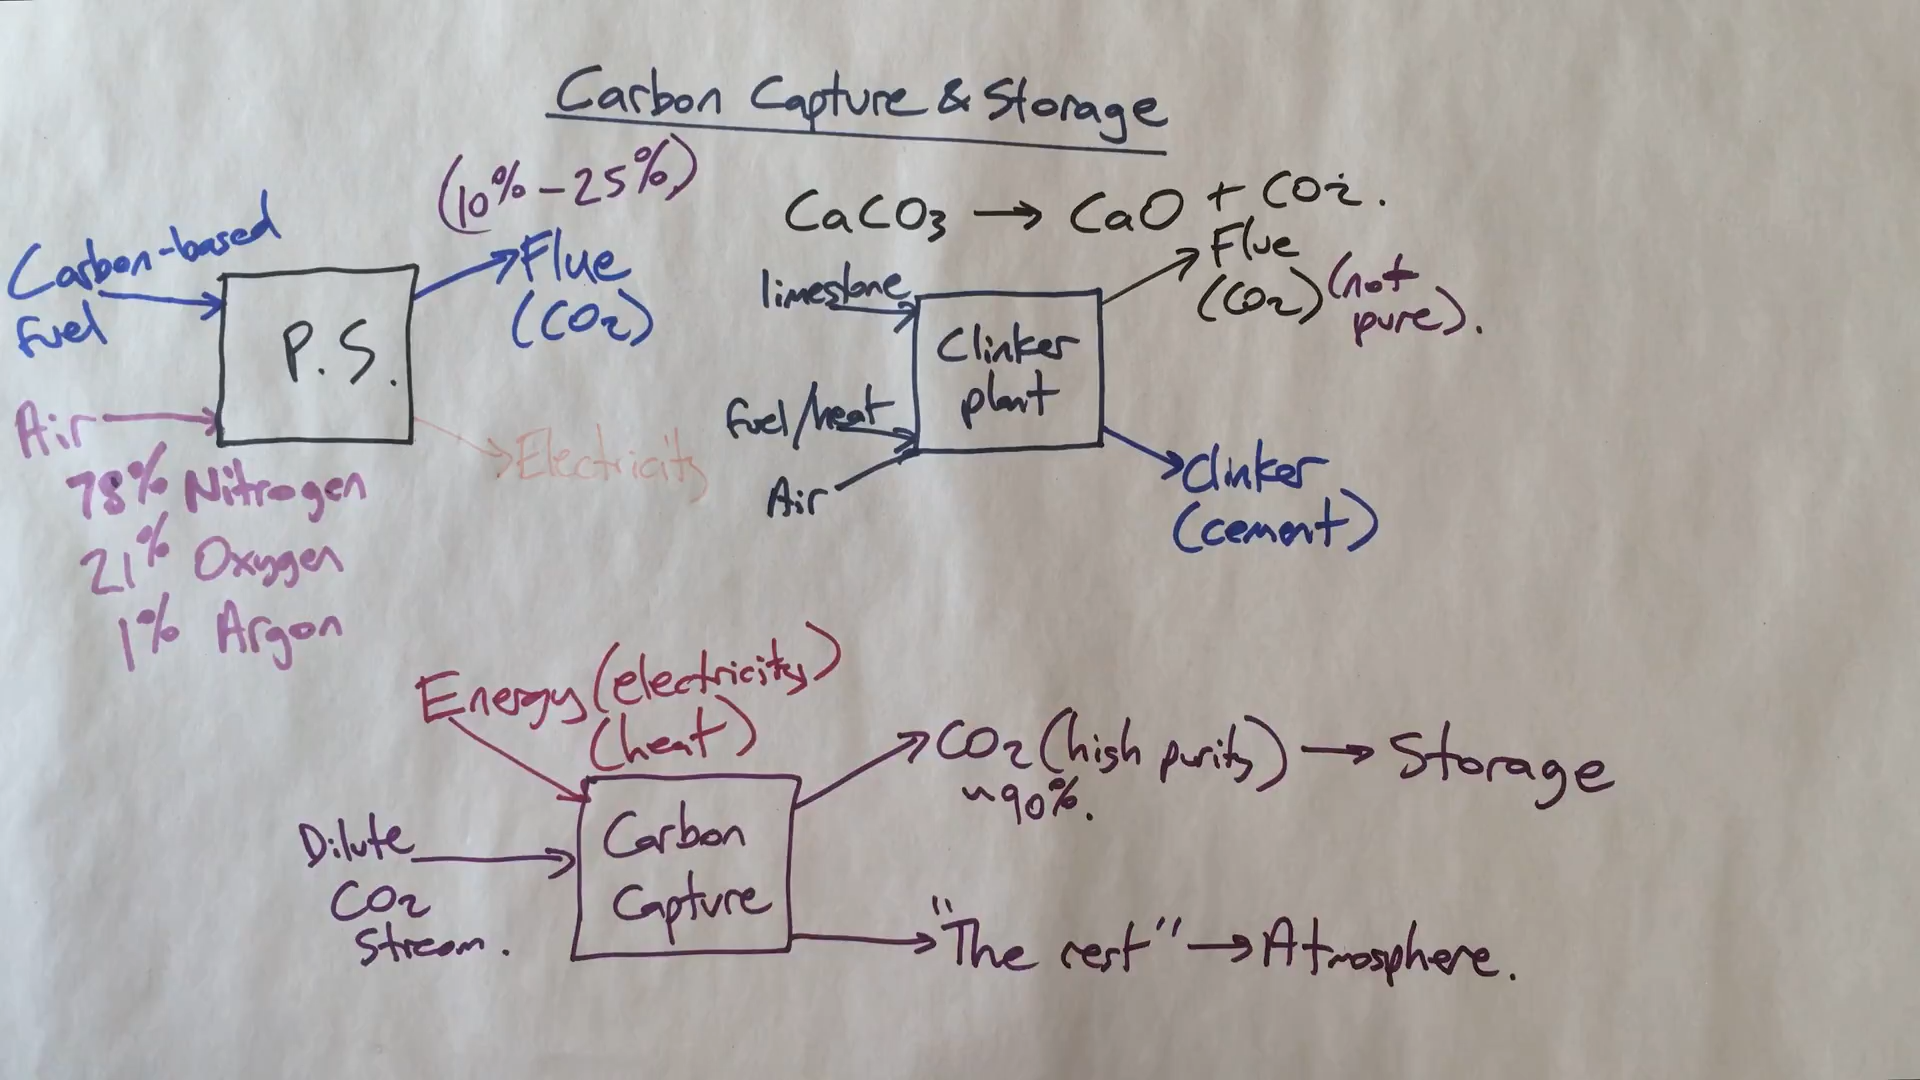 Carbon Capture & Storage
(10% - 25%)
Carbon-based
fuel
P.S.
Flue
(CO2)
Air
78% Nitrogen
21% Oxygen
1% Argon
Electricity
CaCO3 → CaO + CO2.
limestone
Flue
(CO2) (not
pure).
Clinker
plant
fuel/heat
Air
Clinker
(cement)
Energy (electricity)
(heat)
Dilute
CO2
Stream.
Carbon
Capture
CO2 (high purity) → Storage
~90%.
"The rest" → Atmosphere.